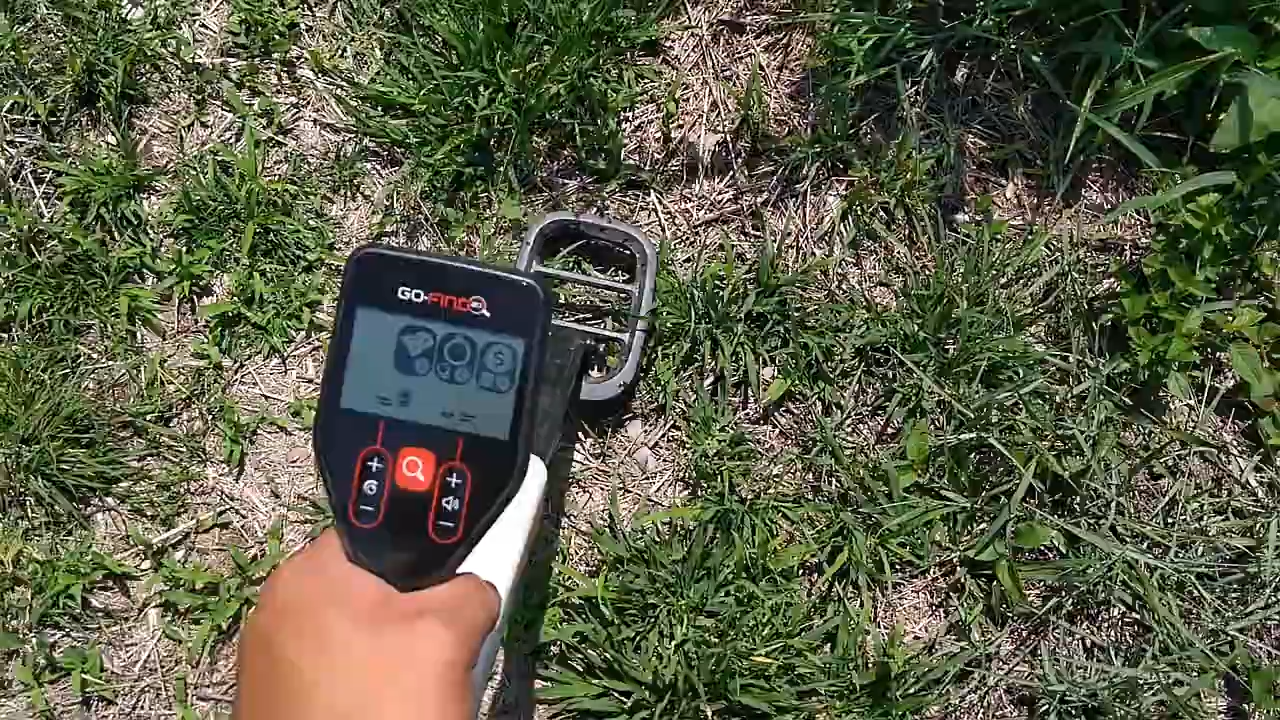 GO-FIND
$
+ +
− −